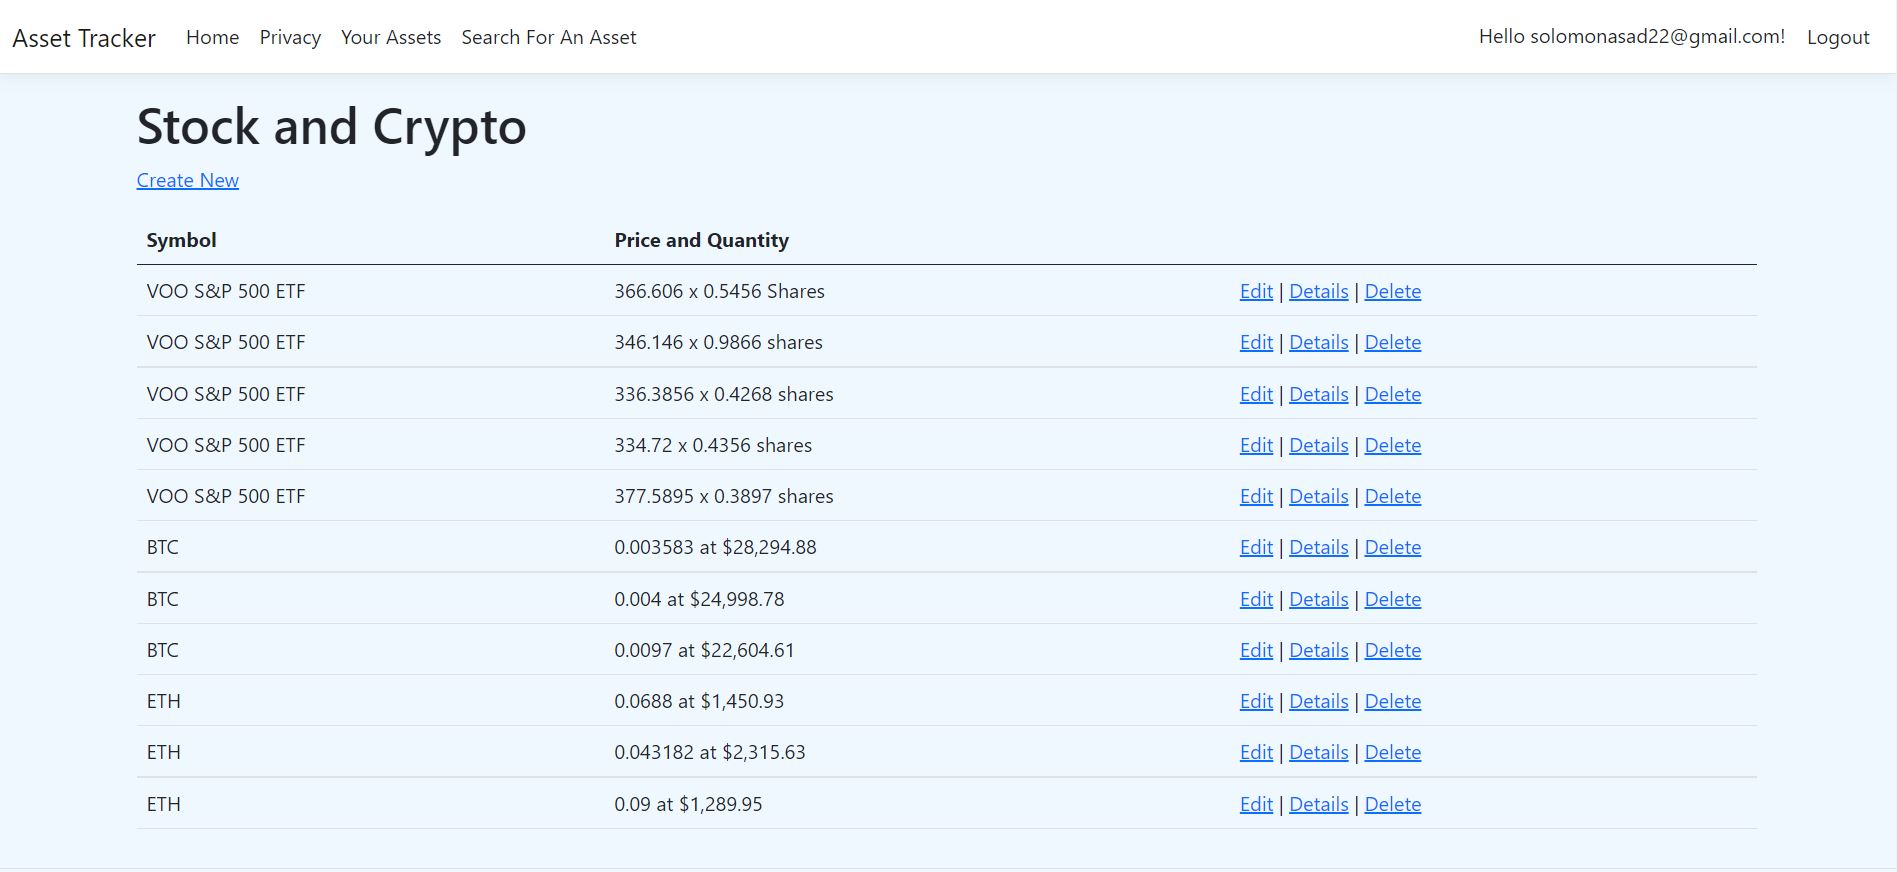 Asset Tracker Home Privacy Your Assets Search For An Asset Hello solomonasad22@gmail.com! Logout
Stock and Crypto
Create New
Symbol Price and Quantity
VOO S&P 500 ETF 366.606 x 0.5456 Shares Edit | Details | Delete
VOO S&P 500 ETF 346.146 x 0.9866 shares Edit | Details | Delete
VOO S&P 500 ETF 336.3856 x 0.4268 shares Edit | Details | Delete
VOO S&P 500 ETF 334.72 x 0.4356 shares Edit | Details | Delete
VOO S&P 500 ETF 377.5895 x 0.3897 shares Edit | Details | Delete
BTC 0.003583 at $28,294.88 Edit | Details | Delete
BTC 0.004 at $24,998.78 Edit | Details | Delete
BTC 0.0097 at $22,604.61 Edit | Details | Delete
ETH 0.0688 at $1,450.93 Edit | Details | Delete
ETH 0.043182 at $2,315.63 Edit | Details | Delete
ETH 0.09 at $1,289.95 Edit | Details | Delete